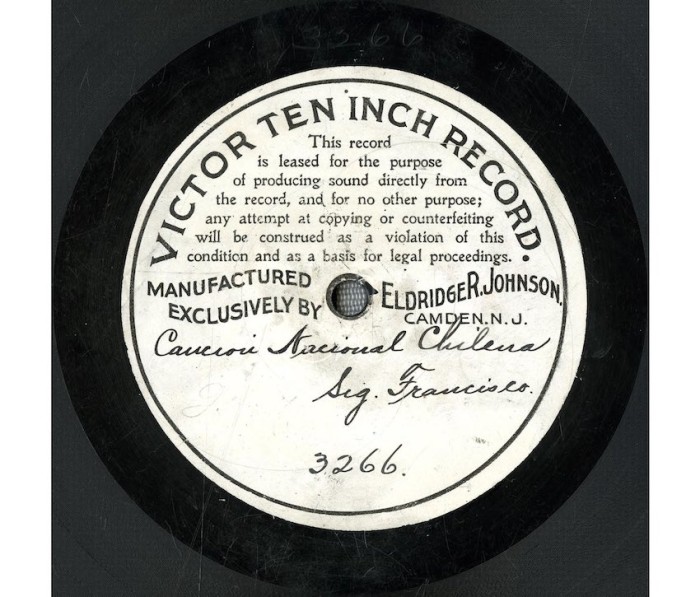 3266
VICTOR TEN INCH RECORD.
This record
is leased for the purpose
of producing sound directly from
the record, and for no other purpose;
any attempt at copying or counterfeiting
will be construed as a violation of this
condition and as a basis for legal proceedings.
MANUFACTURED
EXCLUSIVELY BY
ELDRIDGE R. JOHNSON.
CAMDEN. N. J.
Cancion Nacional Chilena
Sig. Francisco.
3266.